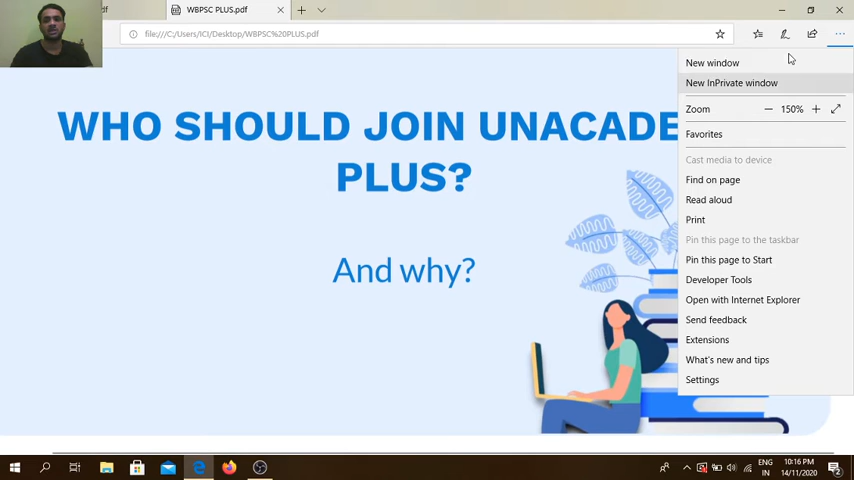 df
WBPSC PLUS.pdf
file:///C:/Users/ICI/Desktop/WBPSC%20PLUS.pdf
WHO SHOULD JOIN UNACADE
PLUS?
And why?
New window
New InPrivate window
Zoom
150%
Favorites
Cast media to device
Find on page
Read aloud
Print
Pin this page to the taskbar
Pin this page to Start
Developer Tools
Open with Internet Explorer
Send feedback
Extensions
What's new and tips
Settings
ENG
IN
10:16 PM
14/11/2020
2